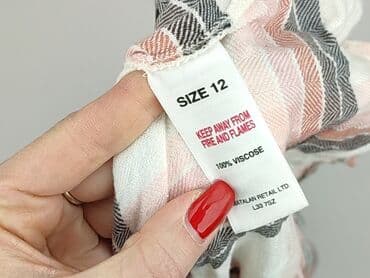 SIZE 12
KEEP AWAY FROM
FIRE AND FLAMES
100% VISCOSE
MATALAN RETAIL LTD.
L33 7SZ